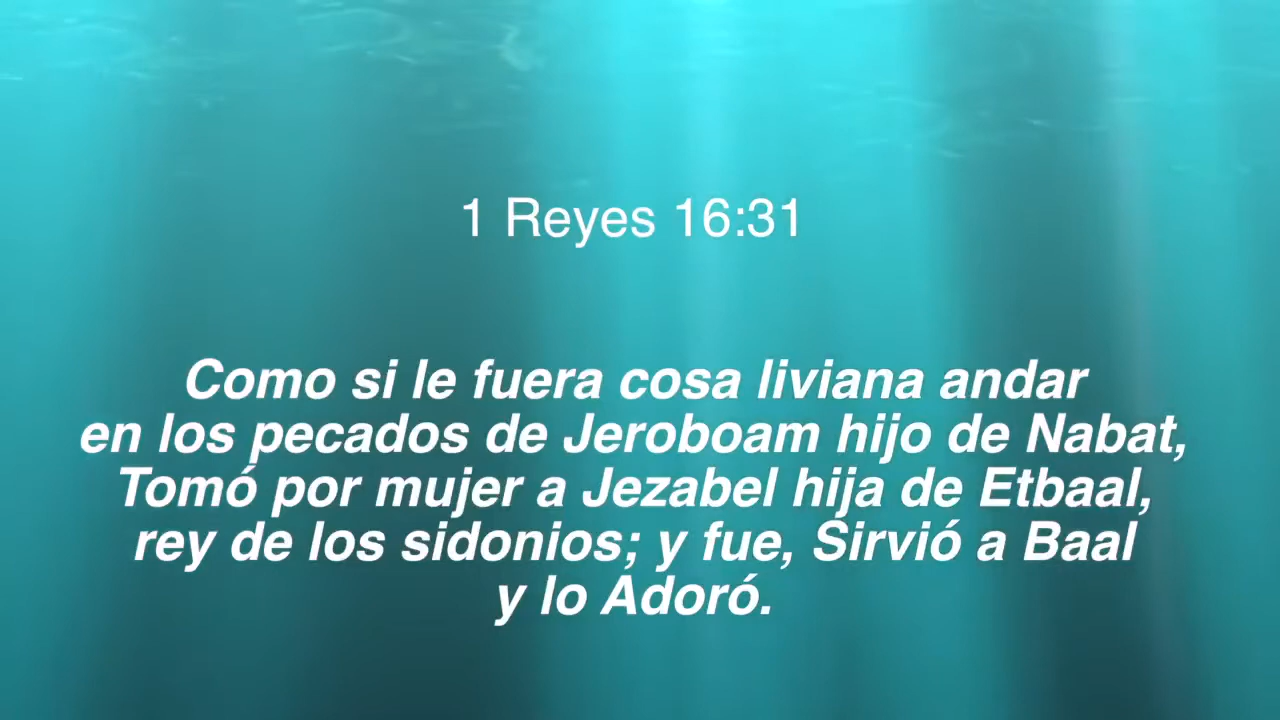 1 Reyes 16:31
Como si le fuera cosa liviana andar
en los pecados de Jeroboam hijo de Nabat,
Tomó por mujer a Jezabel hija de Etbaal,
rey de los sidonios; y fue, Sirvió a Baal
y lo Adoró.